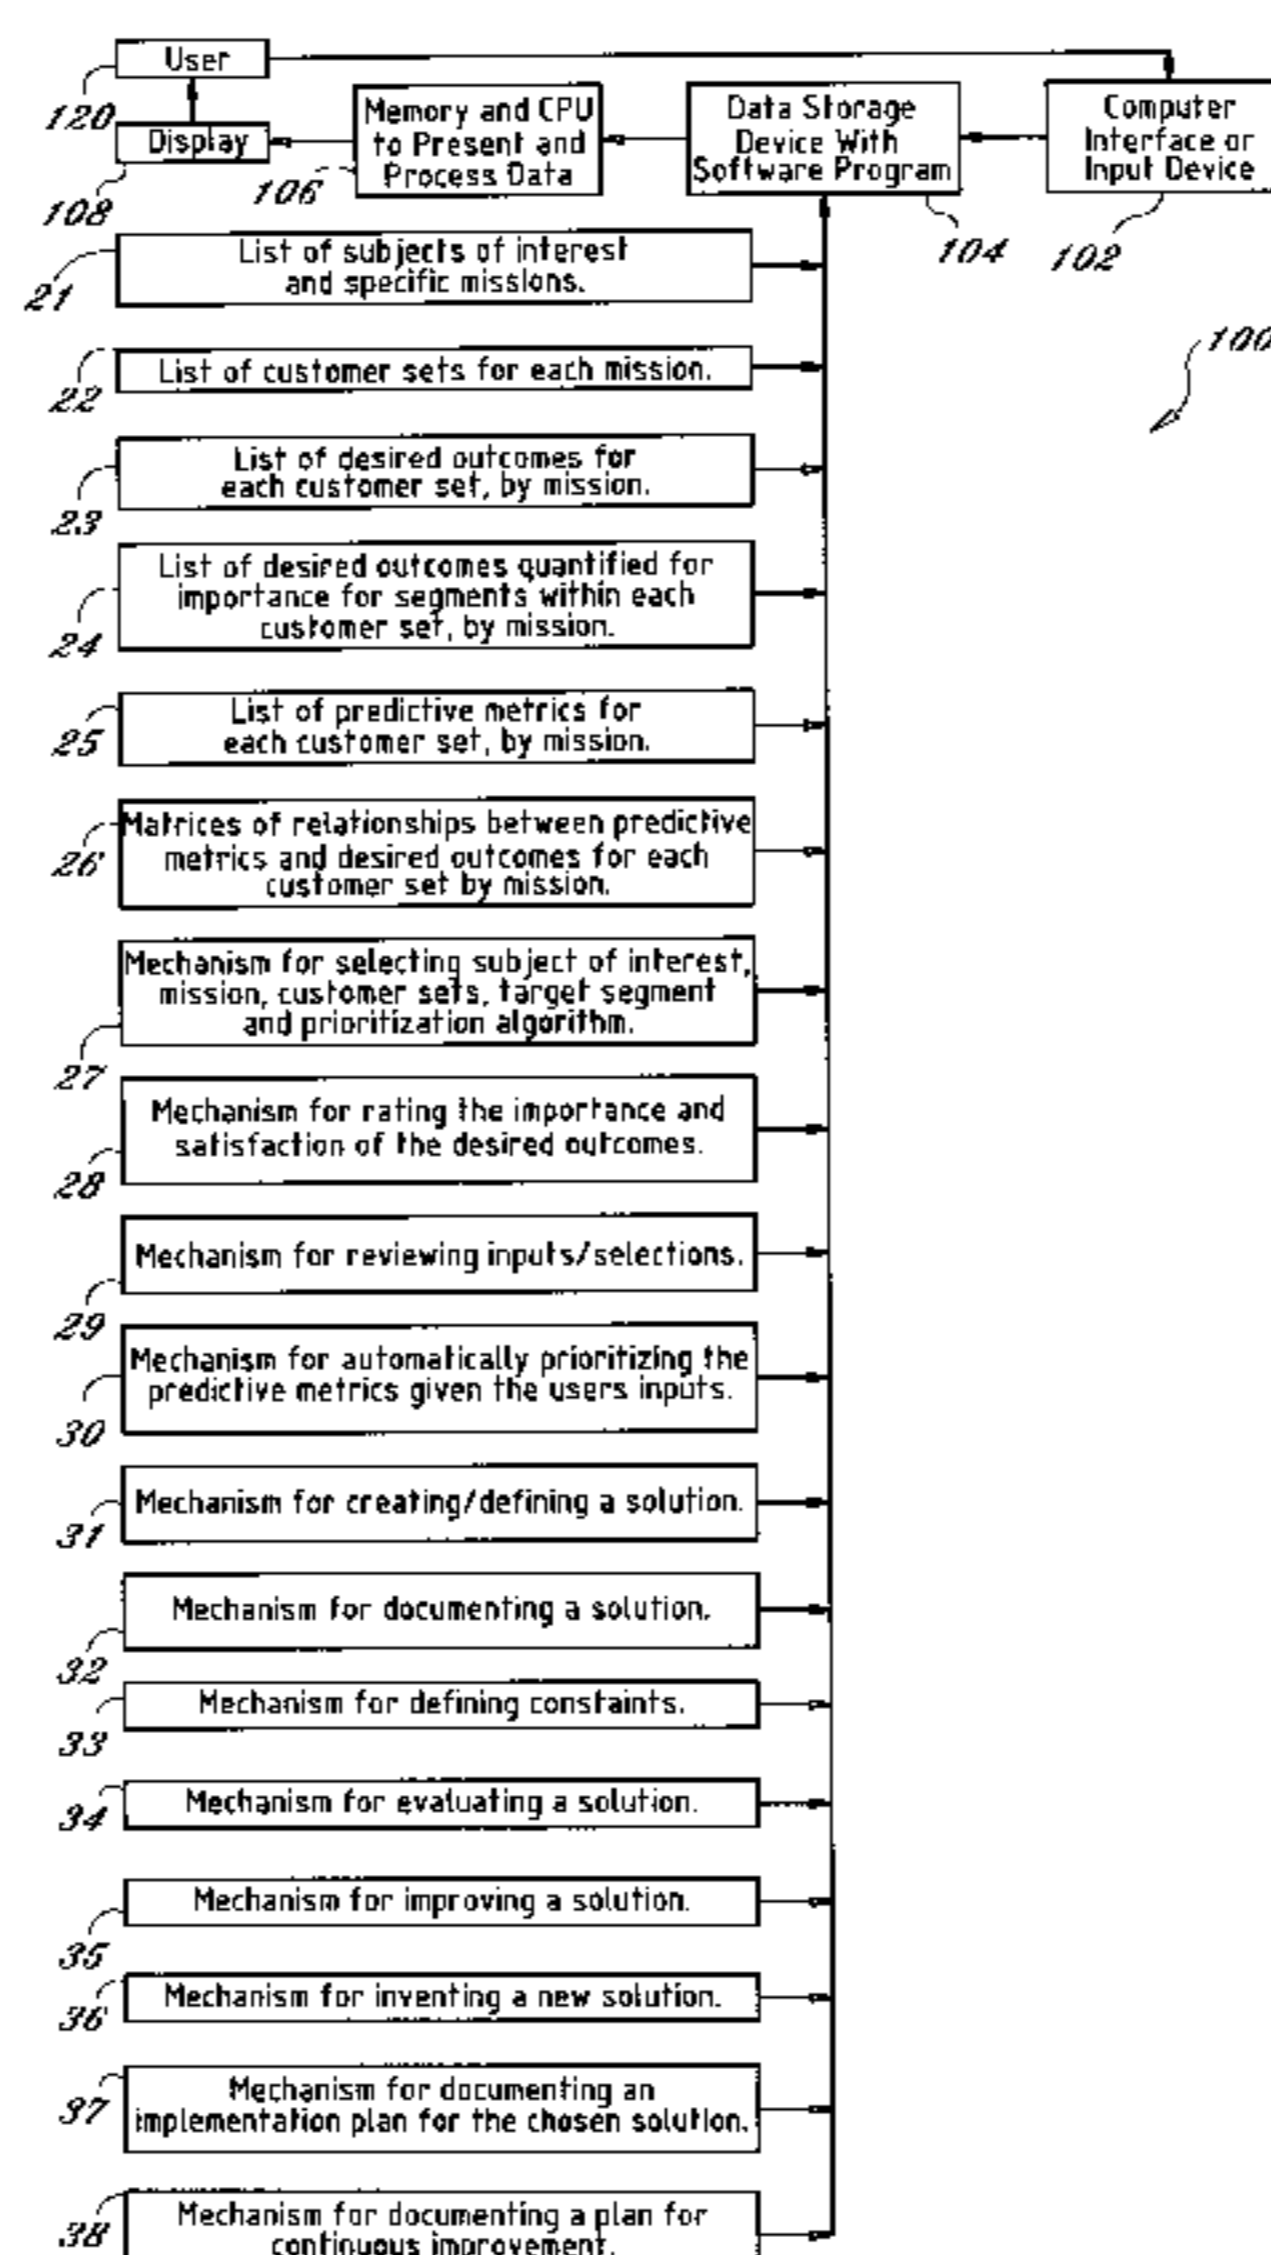 User
120
Display
108
Memory and CPU
to Present and
Process Data
106
Data Storage
Device With
Software Program
104
Computer
Interface or
Input Device
102
100
List of subjects of interest
and specific missions.
21
List of customer sets for each mission.
22
List of desired outcomes for
each customer set, by mission.
23
List of desired outcomes quantified for
importance for segments within each
customer set, by mission.
24
List of predictive metrics for
each customer set, by mission.
25
Matrices of relationships between predictive
metrics and desired outcomes for each
customer set by mission.
26
Mechanism for selecting subject of interest,
mission, customer sets, target segment
and prioritization algorithm.
27
Mechanism for rating the importance and
satisfaction of the desired outcomes.
28
Mechanism for reviewing inputs/selections.
29
Mechanism for automatically prioritizing the
predictive metrics given the users inputs.
30
Mechanism for creating/defining a solution.
31
Mechanism for documenting a solution.
32
Mechanism for defining constaints.
33
Mechanism for evaluating a solution.
34
Mechanism for improving a solution.
35
Mechanism for inventing a new solution.
36
Mechanism for documenting an
implementation plan for the chosen solution.
37
Mechanism for documenting a plan for
continuous improvement.
38